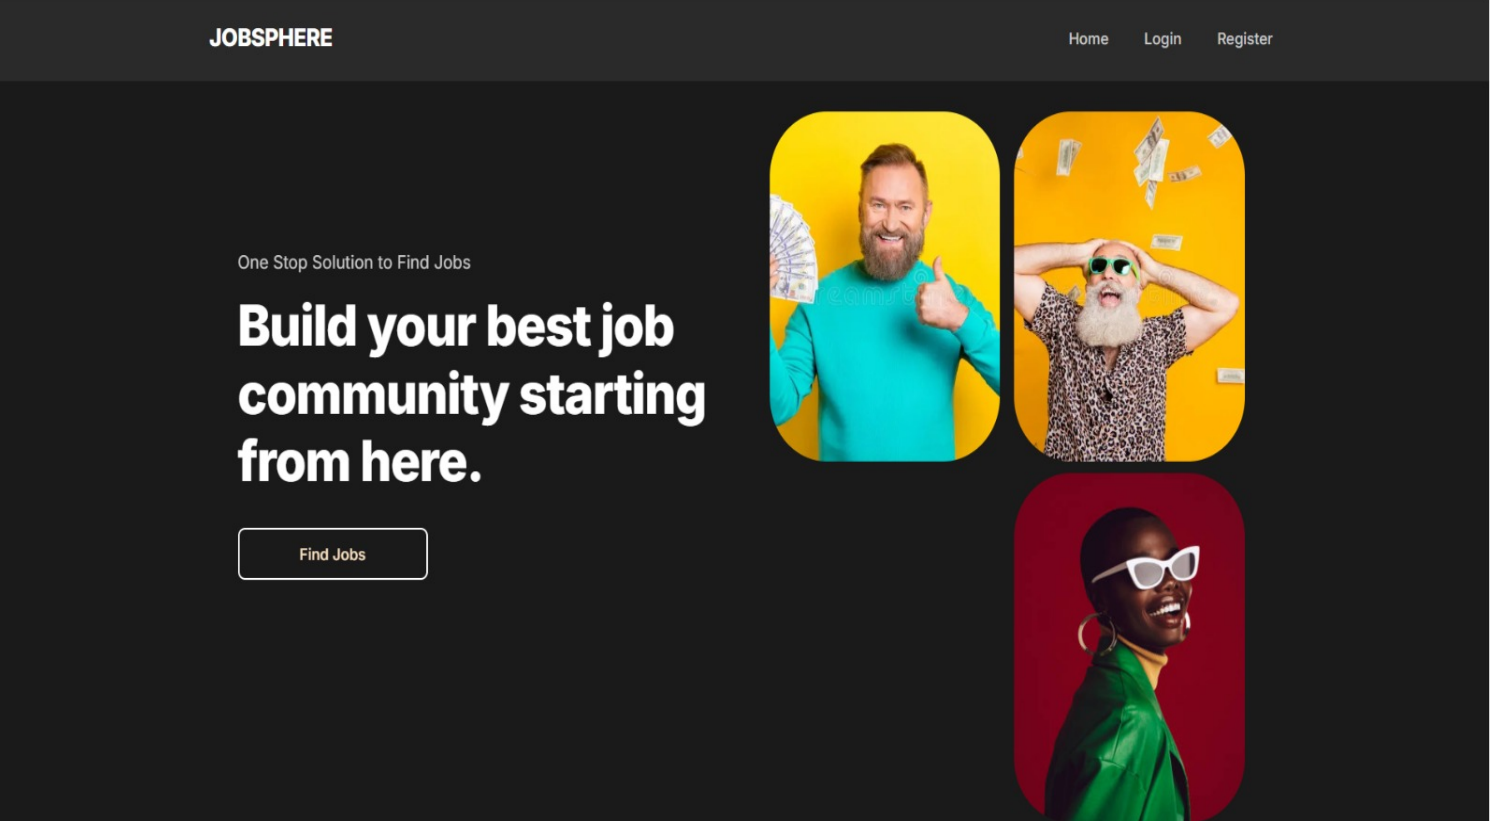 JOBSPHERE
Home Login Register
One Stop Solution to Find Jobs
Build your best job
community starting
from here.
Find Jobs